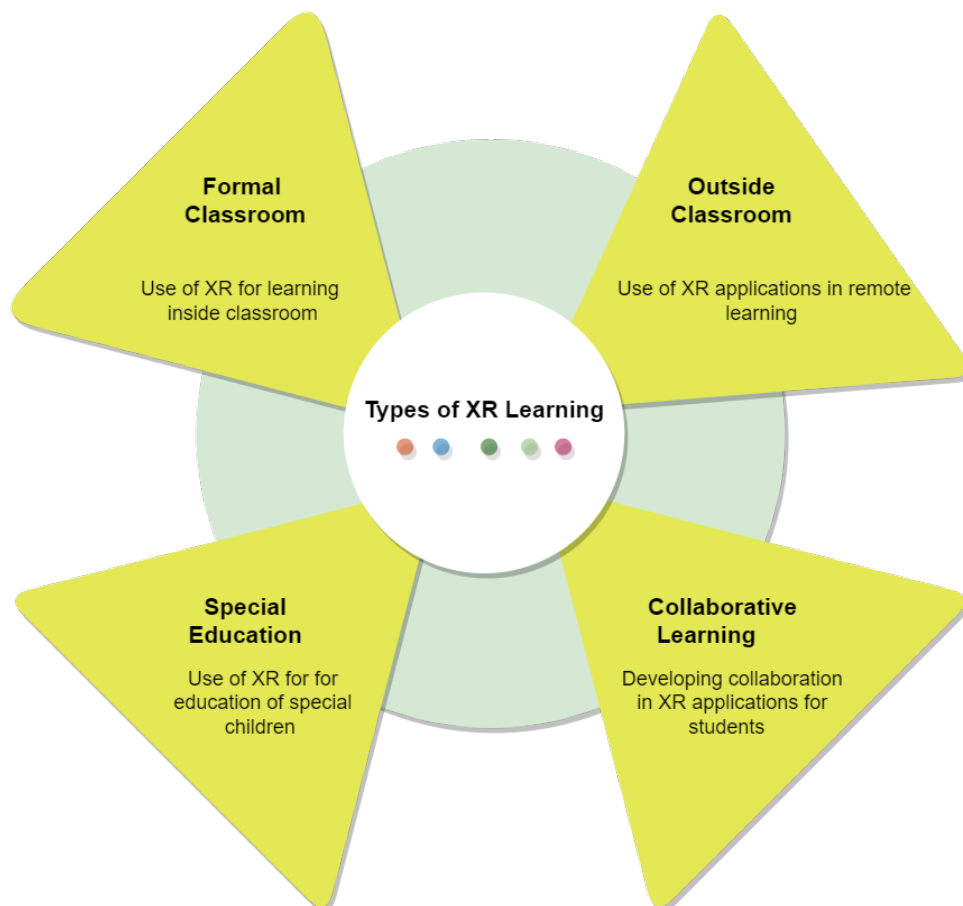 Formal
Classroom
Use of XR for learning
inside classroom
Outside
Classroom
Use of XR applications in remote
learning
Types of XR Learning
Special
Education
Use of XR for for
education of special
children
Collaborative
Learning
Developing collaboration
in XR applications for
students